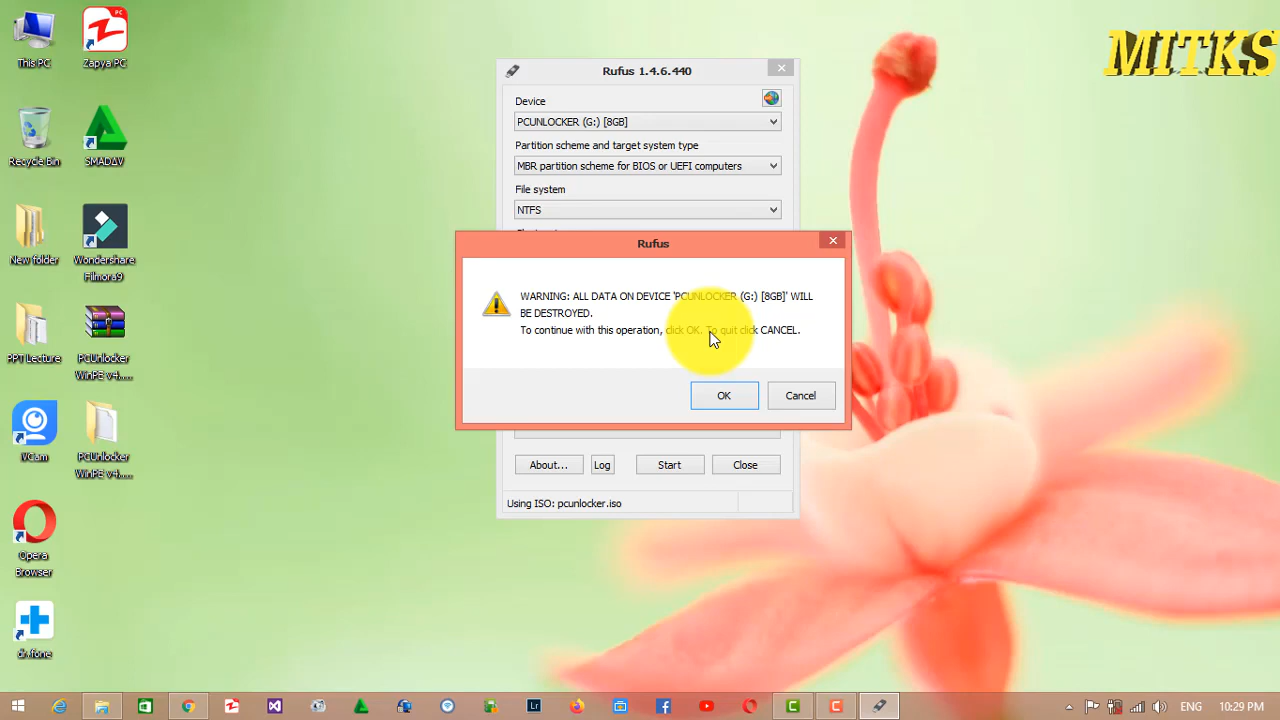 MITKS
This PC
Zapya PC
Recycle Bin
SMADΔV
New folder
Wondershare
Filmora9
PPT Lecture
PCUnlocker
WinPE v4....
VCam
PCUnlocker
WinPE v4....
Opera
Browser
dr.fone
Rufus 1.4.6.440
Device
PCUNLOCKER (G:) [8GB]
Partition scheme and target system type
MBR partition scheme for BIOS or UEFI computers
File system
NTFS
Rufus
WARNING: ALL DATA ON DEVICE 'PCUNLOCKER (G:) [8GB]' WILL
BE DESTROYED.
To continue with this operation, click OK. To quit click CANCEL.
OK
Cancel
About...
Log
Start
Close
Using ISO: pcunlocker.iso
Lr
ENG
10:29 PM